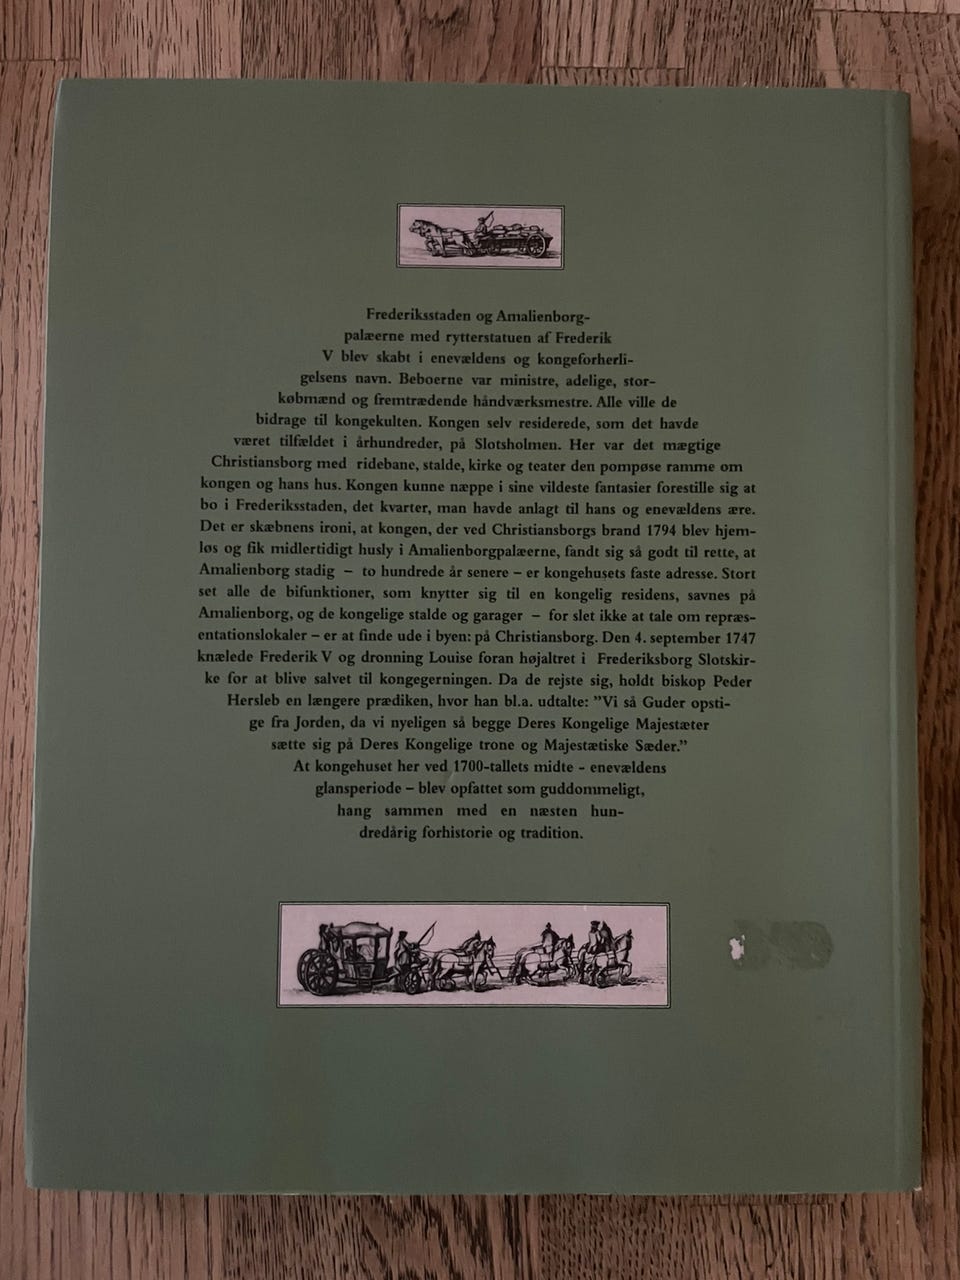 Frederiksstaden og Amalienborg-
palæerne med rytterstatuen af Frederik
V blev skabt i enevældens og kongeforherli-
gelsens navn. Beboerne var ministre, adelige, stor-
købmænd og fremtrædende håndværksmestre. Alle ville de
bidrage til kongekulten. Kongen selv residerede, som det havde
været tilfældet i århundreder, på Slotsholmen. Her var det mægtige
Christiansborg med ridebane, stalde, kirke og teater den pompøse ramme om
kongen og hans hus. Kongen kunne næppe i sine vildeste fantasier forestille sig at
bo i Frederiksstaden, det kvarter, man havde anlagt til hans og enevældens ære.
Det er skæbnens ironi, at kongen, der ved Christiansborgs brand 1794 blev hjem-
løs og fik midlertidigt husly i Amalienborgpalæerne, fandt sig så godt til rette, at
Amalienborg stadig – to hundrede år senere – er kongehusets faste adresse. Stort
set alle de bifunktioner, som knytter sig til en kongelig residens, savnes på
Amalienborg, og de kongelige stalde og garager – for slet ikke at tale om repræs-
entationslokaler – er at finde ude i byen: på Christiansborg. Den 4. september 1747
knælede Frederik V og dronning Louise foran højaltret i Frederiksborg Slotskir-
ke for at blive salvet til kongegerningen. Da de rejste sig, holdt biskop Peder
Hersleb en længere prædiken, hvor han bl.a. udtalte: ”Vi så Guder opsti-
ge fra Jorden, da vi nyeligen så begge Deres Kongelige Majestæter
sætte sig på Deres Kongelige trone og Majestætiske Sæder.”
At kongehuset her ved 1700-tallets midte - enevældens
glansperiode – blev opfattet som guddommeligt,
hang sammen med en næsten hun-
dredårig forhistorie og tradition.